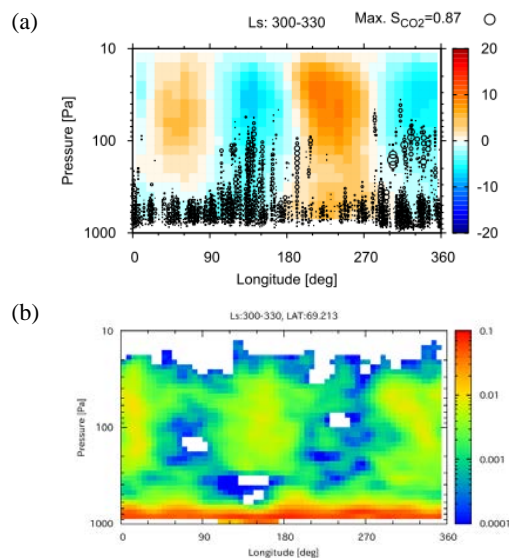 (a)
Ls: 300-330 Max. S_CO2=0.87
10
100
1000
Pressure [Pa]
0 90 180 270 360
Longitude [deg]
20
10
0
-10
-20
(b)
Ls:300-330, LAT:69.213
10
100
1000
Pressure [Pa]
0 90 180 270 360
Longitude [deg]
0.1
0.01
0.001
0.0001